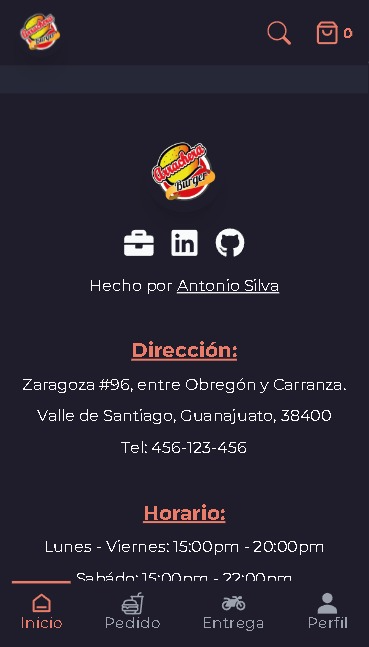 Arrachera
Burger
0
Arrachera
Burger
Hecho por Antonio Silva
Dirección:
Zaragoza #96, entre Obregón y Carranza.
Valle de Santiago, Guanajuato, 38400
Tel: 456-123-456
Horario:
Lunes - Viernes: 15:00pm - 20:00pm
Sabádo: 15:00pm - 22:00pm
Inicio
Pedido
Entrega
Perfil